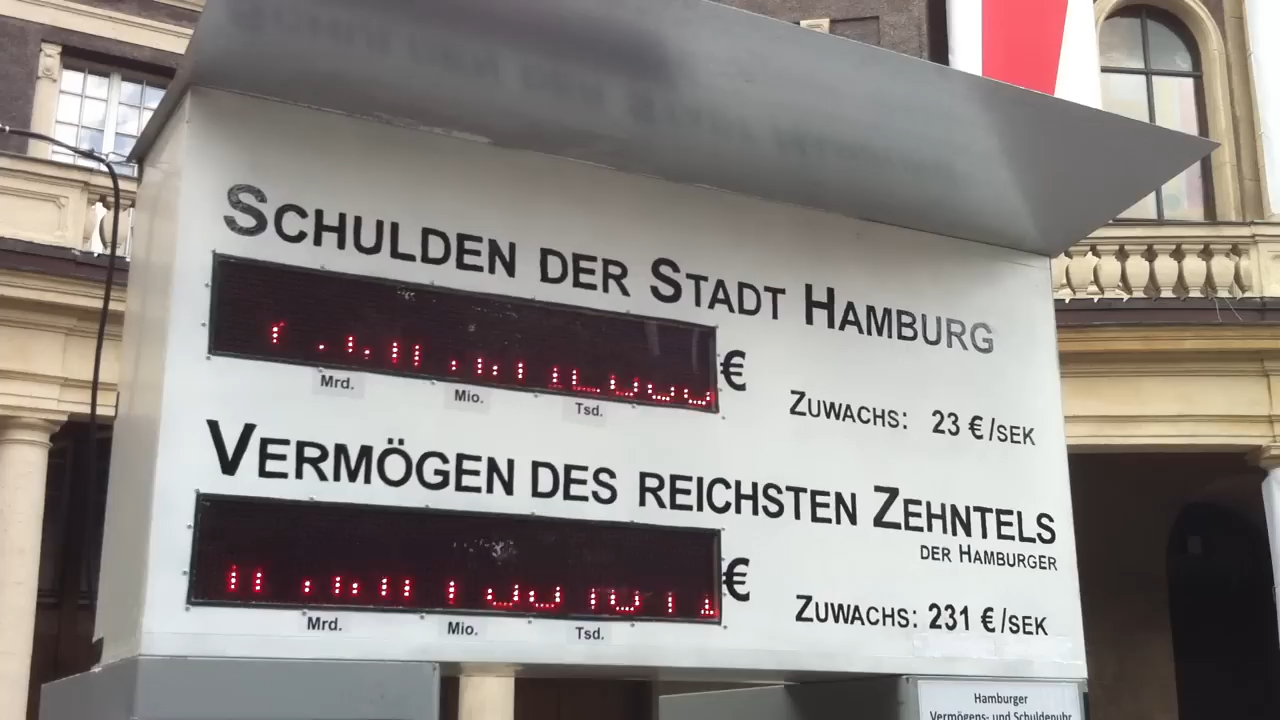 Schulden der Stadt Hamburg
€
Mrd. Mio. Tsd.
Zuwachs: 23 €/sek
Vermögen des reichsten Zehntels
der Hamburger
€
Mrd. Mio. Tsd.
Zuwachs: 231 €/sek
Hamburger
Vermögens- und Schuldenuhr